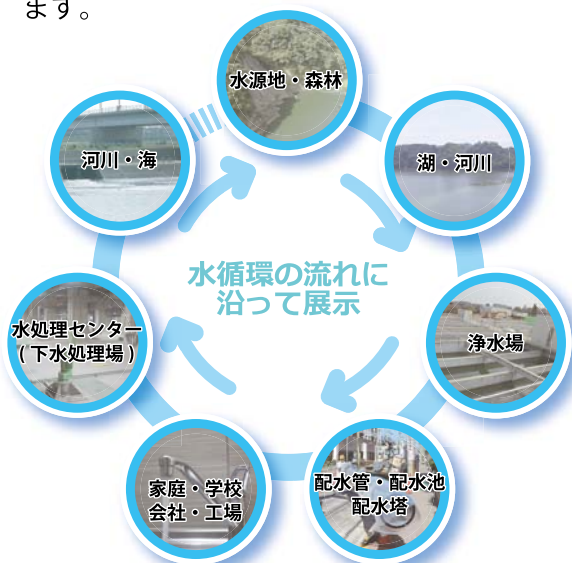 ます。
水源地・森林
湖・河川
浄水場
配水管・配水池
配水塔
家庭・学校
会社・工場
水処理センター
(下水処理場)
河川・海
水循環の流れに
沿って展示